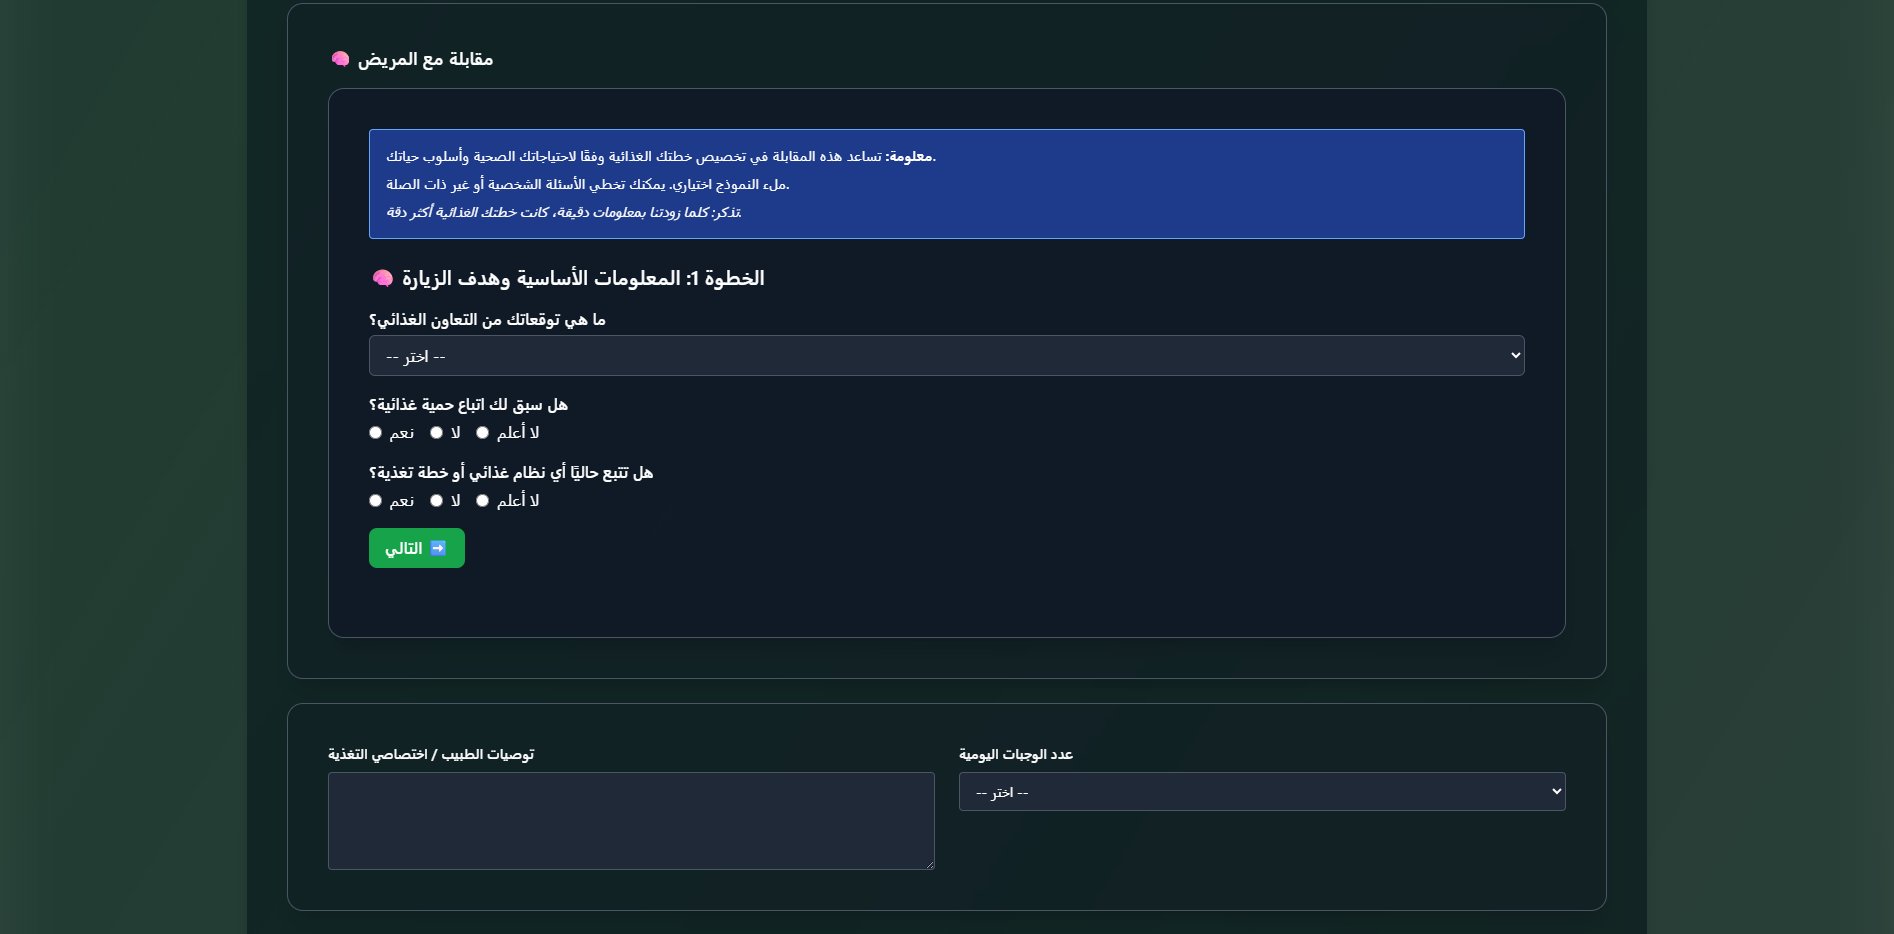 مقابلة مع المريض 🧠
معلومة: تساعد هذه المقابلة في تخصيص خطتك الغذائية وفقًا لاحتياجاتك الصحية وأسلوب حياتك.
ملء النموذج اختياري. يمكنك تخطي الأسئلة الشخصية أو غير ذات الصلة.
تذكر: كلما زودتنا بمعلومات دقيقة، كانت خطتك الغذائية أكثر دقة.
الخطوة 1: المعلومات الأساسية وهدف الزيارة 🧠
ما هي توقعاتك من التعاون الغذائي؟
-- اختر --
هل سبق لك اتباع حمية غذائية؟
نعم لا لا أعلم
هل تتبع حاليًا أي نظام غذائي أو خطة تغذية؟
نعم لا لا أعلم
التالي ➡️
توصيات الطبيب / اختصاصي التغذية
عدد الوجبات اليومية
-- اختر --